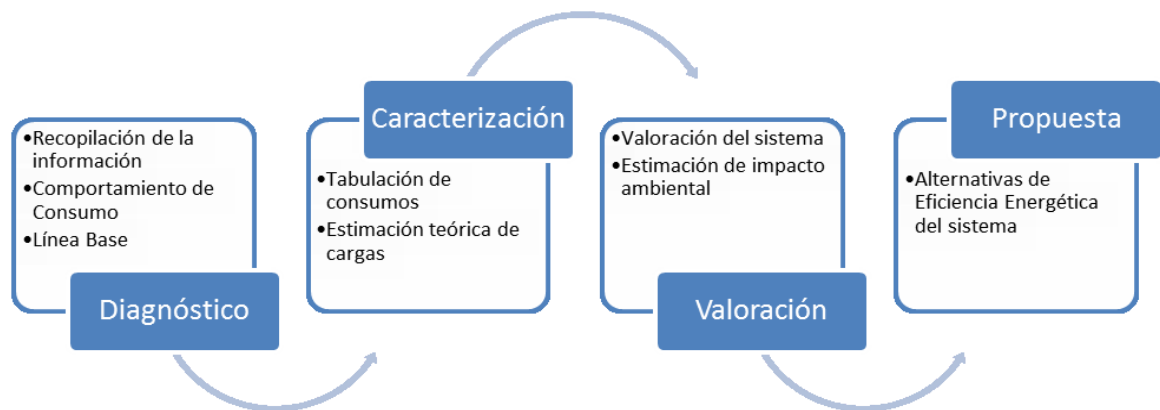 •Recopilación de la
información
•Comportamiento de
Consumo
•Línea Base
Diagnóstico
Caracterización
•Tabulación de
consumos
•Estimación teórica de
cargas
•Valoración del sistema
•Estimación de impacto
ambiental
Valoración
Propuesta
•Alternativas de
Eficiencia Energética
del sistema